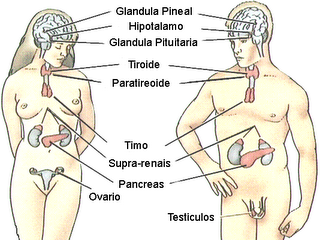 Glandula Pineal
Hipotalamo
Glandula Pituitaria
Tiroide
Paratireoide
Timo
Supra-renais
Pancreas
Ovario
Testiculos